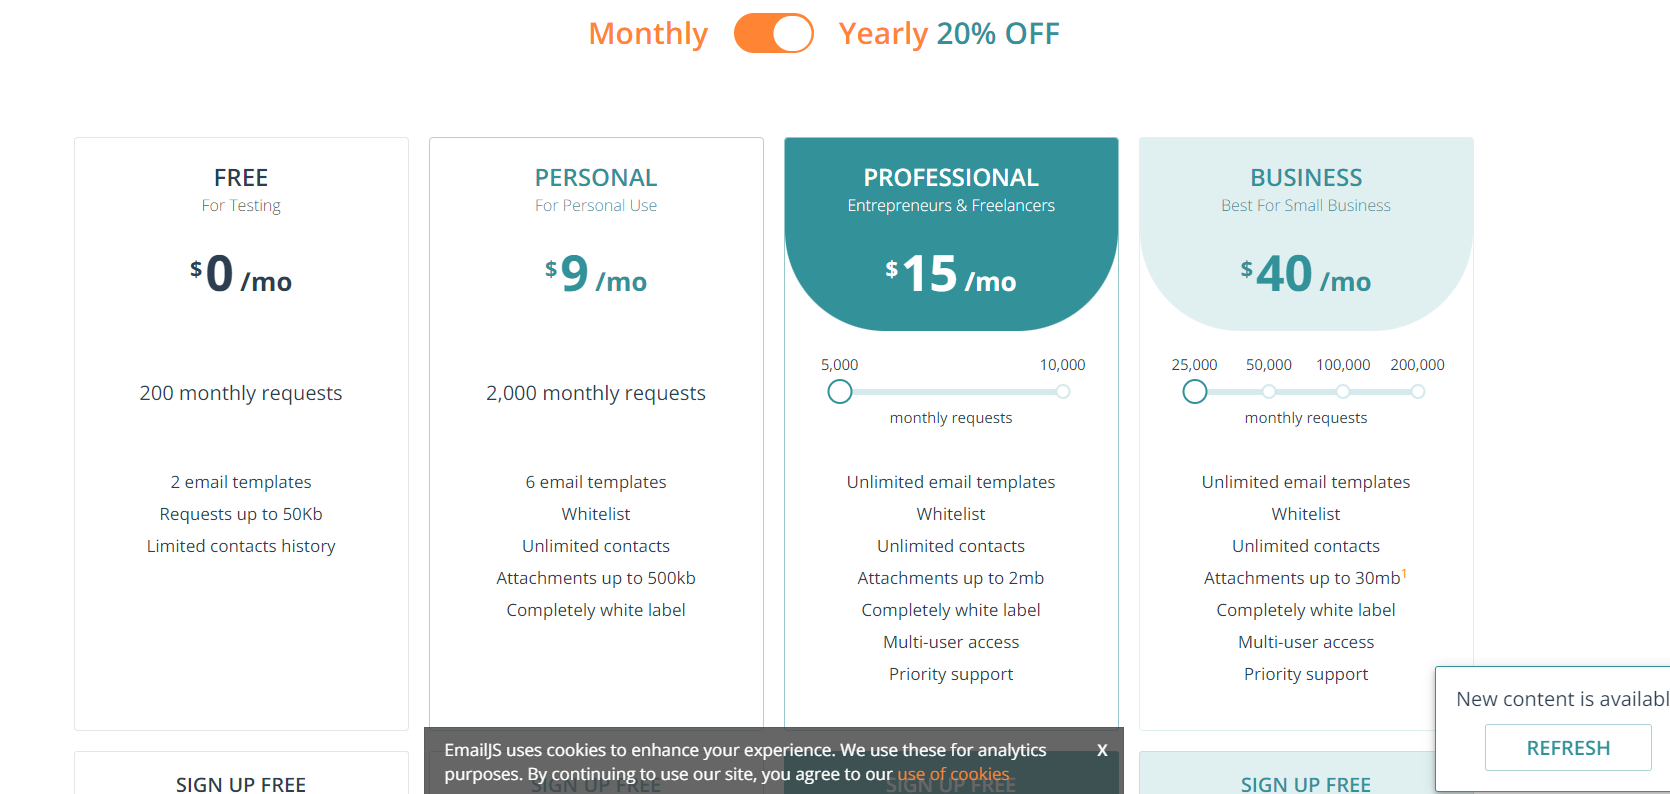 Monthly
Yearly 20% OFF
FREE
For Testing
$0 /mo
200 monthly requests
2 email templates
Requests up to 50Kb
Limited contacts history
SIGN UP FREE
PERSONAL
For Personal Use
$9 /mo
2,000 monthly requests
6 email templates
Whitelist
Unlimited contacts
Attachments up to 500kb
Completely white label
SIGN UP FREE
PROFESSIONAL
Entrepreneurs & Freelancers
$15 /mo
5,000 10,000
monthly requests
Unlimited email templates
Whitelist
Unlimited contacts
Attachments up to 2mb
Completely white label
Multi-user access
Priority support
SIGN UP FREE
BUSINESS
Best For Small Business
$40 /mo
25,000 50,000 100,000 200,000
monthly requests
Unlimited email templates
Whitelist
Unlimited contacts
Attachments up to 30mb1
Completely white label
Multi-user access
Priority support
SIGN UP FREE
EmailJS uses cookies to enhance your experience. We use these for analytics
purposes. By continuing to use our site, you agree to our use of cookies
X
New content is availabl
REFRESH